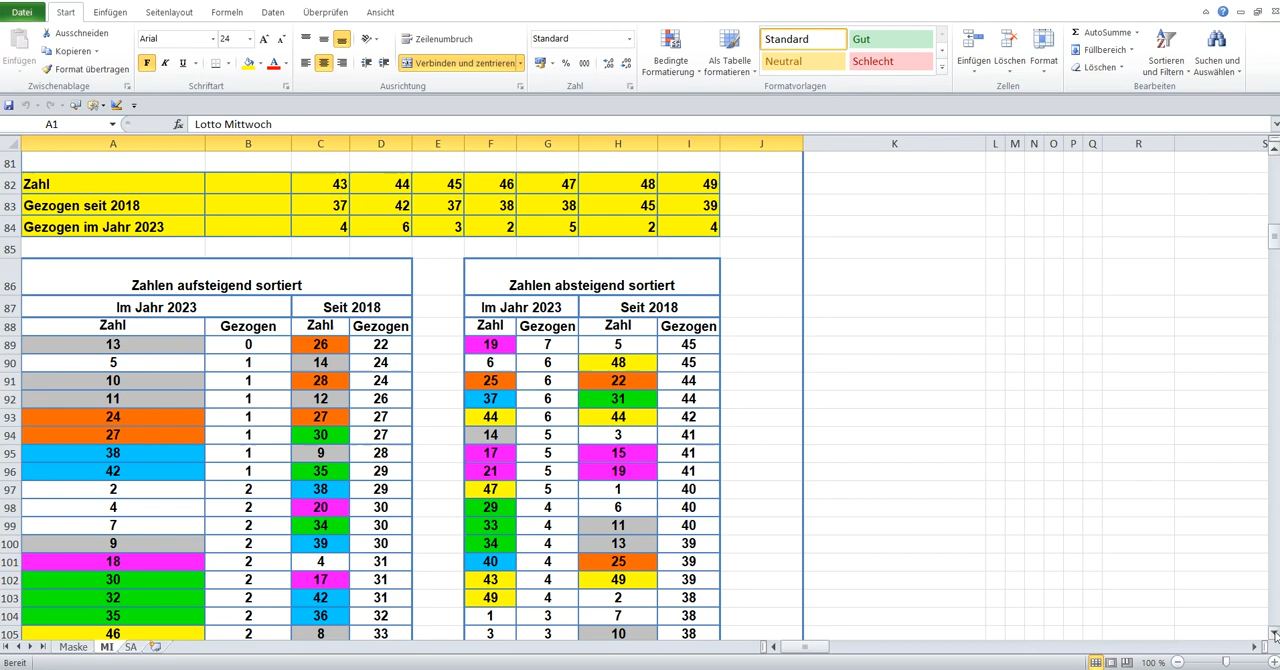 Datei Start Einfügen Seitenlayout Formeln Daten Überprüfen Ansicht
Ausschneiden Arial 24 Zeilenumbruch Standard Standard Gut AutoSumme
Einfügen Kopieren Bedingte Formatierung Als Tabelle formatieren Einfügen Löschen Format Füllbereich Sortieren und Filtern Suchen und Auswählen
Format übertragen F K U Verbinden und zentrieren % 000 Neutral Schlecht Löschen
Zwischenablage Schriftart Ausrichtung Zahl Formatvorlagen Zellen Bearbeiten
A1 fx Lotto Mittwoch
A B C D E F G H I J K L M N O P Q R S
81
82 Zahl 43 44 45 46 47 48 49
83 Gezogen seit 2018 37 42 37 38 38 45 39
84 Gezogen im Jahr 2023 4 6 3 2 5 2 4
85
86 Zahlen aufsteigend sortiert Zahlen absteigend sortiert
87 Im Jahr 2023 Seit 2018 Im Jahr 2023 Seit 2018
88 Zahl Gezogen Zahl Gezogen Zahl Gezogen Zahl Gezogen
89 13 0 26 22 19 7 5 45
90 5 1 14 24 6 6 48 45
91 10 1 28 24 25 6 22 44
92 11 1 12 26 37 6 31 44
93 24 1 27 27 44 6 44 42
94 27 1 30 27 14 5 3 41
95 38 1 9 28 17 5 15 41
96 42 1 35 29 21 5 19 41
97 2 2 38 29 47 5 1 40
98 4 2 20 30 29 4 6 40
99 7 2 34 30 33 4 11 40
100 9 2 39 30 34 4 13 39
101 18 2 4 31 40 4 25 39
102 30 2 17 31 43 4 49 39
103 32 2 42 31 49 4 2 38
104 35 2 36 32 1 3 7 38
105 46 2 8 33 3 3 10 38
Maske MI SA
Bereit 100 %